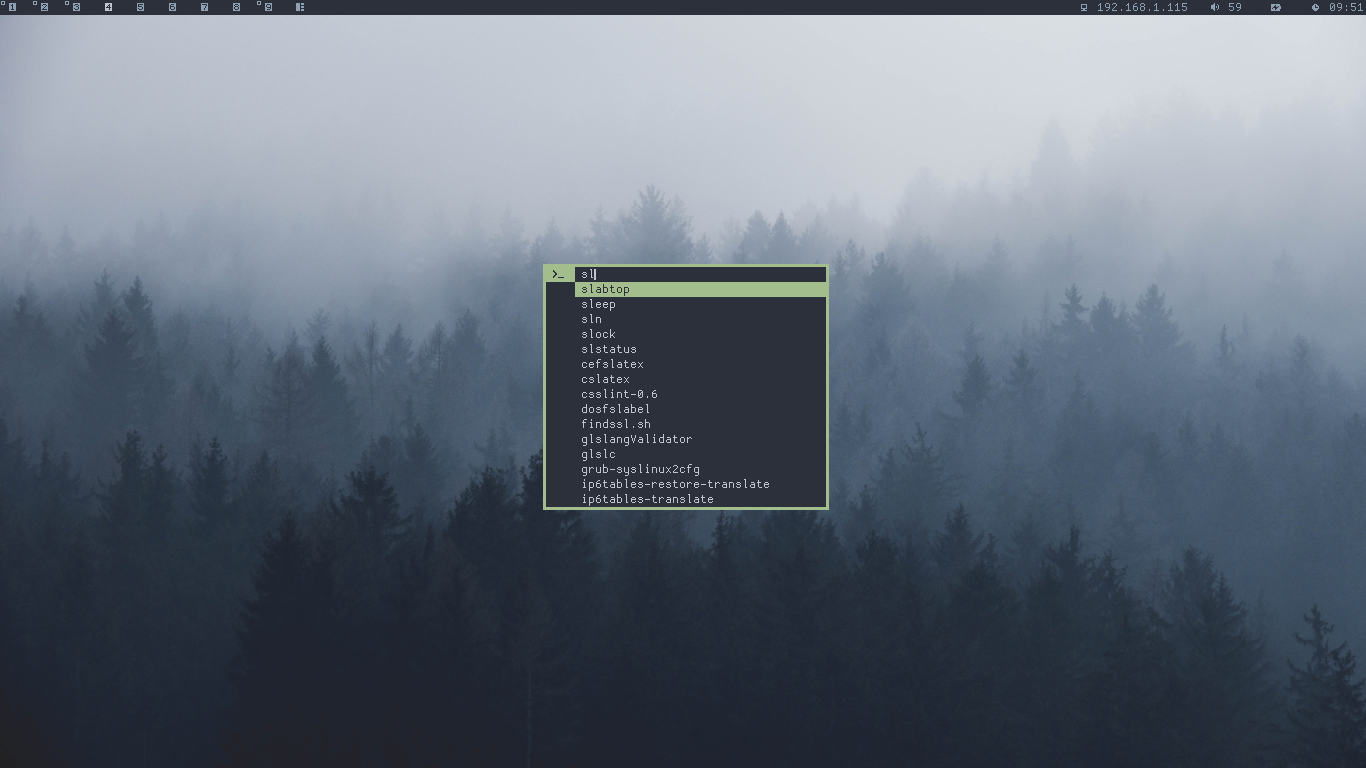 1 2 3 4 5 6 7 8 9 192.168.1.115 59 09:51
>_ sl
slabtop
sleep
sln
slock
slstatus
cefslatex
cslatex
csslint-0.6
dosfslabel
findssl.sh
glslangValidator
glslc
grub-syslinux2cfg
ip6tables-restore-translate
ip6tables-translate